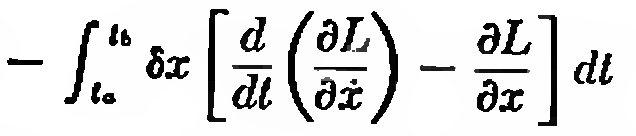 $-\int_{t_a}^{t_b} \delta x \left[ \frac{d}{dt} \left( \frac{\partial L}{\partial \dot{x}} \right) - \frac{\partial L}{\partial x} \right] dt$